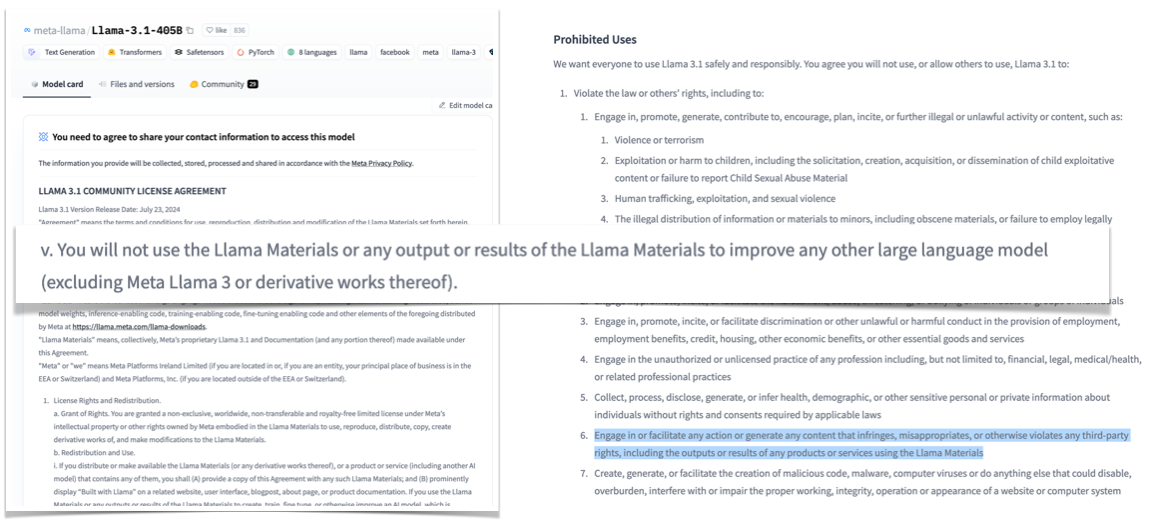 meta-llama/Llama-3.1-405B like 836
Text Generation Transformers Safetensors PyTorch 8 languages llama facebook meta llama-3
Model card Files and versions Community 29
Edit model ca
You need to agree to share your contact information to access this model
The information you provide will be collected, stored, processed and shared in accordance with the Meta Privacy Policy.
LLAMA 3.1 COMMUNITY LICENSE AGREEMENT
Llama 3.1 Version Release Date: July 23, 2024
"Agreement" means the terms and conditions for use, reproduction, distribution and modification of the Llama Materials set forth herein.
v. You will not use the Llama Materials or any output or results of the Llama Materials to improve any other large language model
(excluding Meta Llama 3 or derivative works thereof).
model weights, inference-enabling code, training-enabling code, fine-tuning enabling code and other elements of the foregoing distributed
by Meta at https://llama.meta.com/llama-downloads.
"Llama Materials" means, collectively, Meta's proprietary Llama 3.1 and Documentation (and any portion thereof) made available under
this Agreement.
"Meta" or "we" means Meta Platforms Ireland Limited (if you are located in or, if you are an entity, your principal place of business is in the
EEA or Switzerland) and Meta Platforms, Inc. (if you are located outside of the EEA or Switzerland).
1. License Rights and Redistribution.
a. Grant of Rights. You are granted a non-exclusive, worldwide, non-transferable and royalty-free limited license under Meta's
intellectual property or other rights owned by Meta embodied in the Llama Materials to use, reproduce, distribute, copy, create
derivative works of, and make modifications to the Llama Materials.
b. Redistribution and Use.
i. If you distribute or make available the Llama Materials (or any derivative works thereof), or a product or service (including another AI
model) that contains any of them, you shall (A) provide a copy of this Agreement with any such Llama Materials; and (B) prominently
display "Built with Llama" on a related website, user interface, blogpost, about page, or product documentation. If you use the Llama
Materials or any outputs or results of the Llama Materials to create, train, fine tune, or otherwise improve an AI model, which is
Prohibited Uses
We want everyone to use Llama 3.1 safely and responsibly. You agree you will not use, or allow others to use, Llama 3.1 to:
1. Violate the law or others' rights, including to:
1. Engage in, promote, generate, contribute to, encourage, plan, incite, or further illegal or unlawful activity or content, such as:
1. Violence or terrorism
2. Exploitation or harm to children, including the solicitation, creation, acquisition, or dissemination of child exploitative
content or failure to report Child Sexual Abuse Material
3. Human trafficking, exploitation, and sexual violence
4. The illegal distribution of information or materials to minors, including obscene materials, or failure to employ legally
3. Engage in, promote, incite, or facilitate discrimination or other unlawful or harmful conduct in the provision of employment,
employment benefits, credit, housing, other economic benefits, or other essential goods and services
4. Engage in the unauthorized or unlicensed practice of any profession including, but not limited to, financial, legal, medical/health,
or related professional practices
5. Collect, process, disclose, generate, or infer health, demographic, or other sensitive personal or private information about
individuals without rights and consents required by applicable laws
6. Engage in or facilitate any action or generate any content that infringes, misappropriates, or otherwise violates any third-party
rights, including the outputs or results of any products or services using the Llama Materials
7. Create, generate, or facilitate the creation of malicious code, malware, computer viruses or do anything else that could disable,
overburden, interfere with or impair the proper working, integrity, operation or appearance of a website or computer system